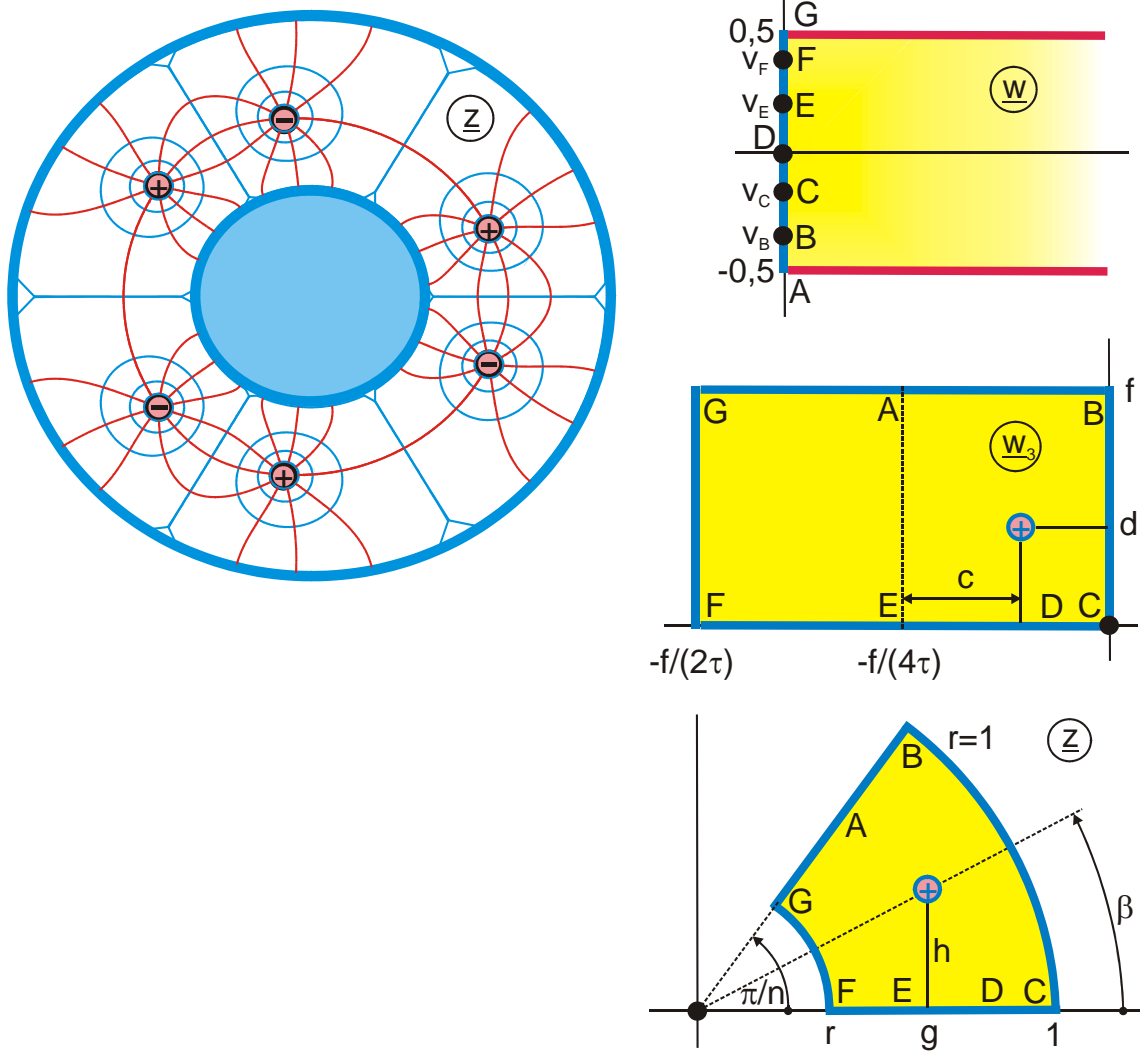 z
−
+
+
−
−
+
G
0,5
v_F F
v_E E
w
D
v_C C
v_B B
-0,5
A
f
G A B
w_3
+
d
c
F E D C
-f/(2τ) -f/(4τ)
r=1
z
B
A
+
G
β
h
π/n
F E D C
r g 1